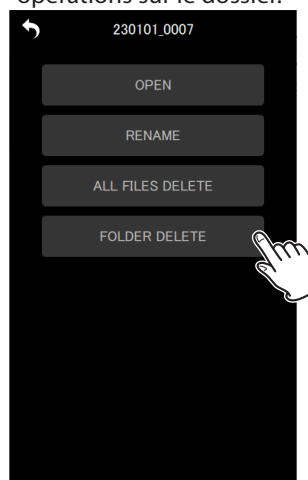 opérations sur le dossier.
230101_0007
OPEN
RENAME
ALL FILES DELETE
FOLDER DELETE